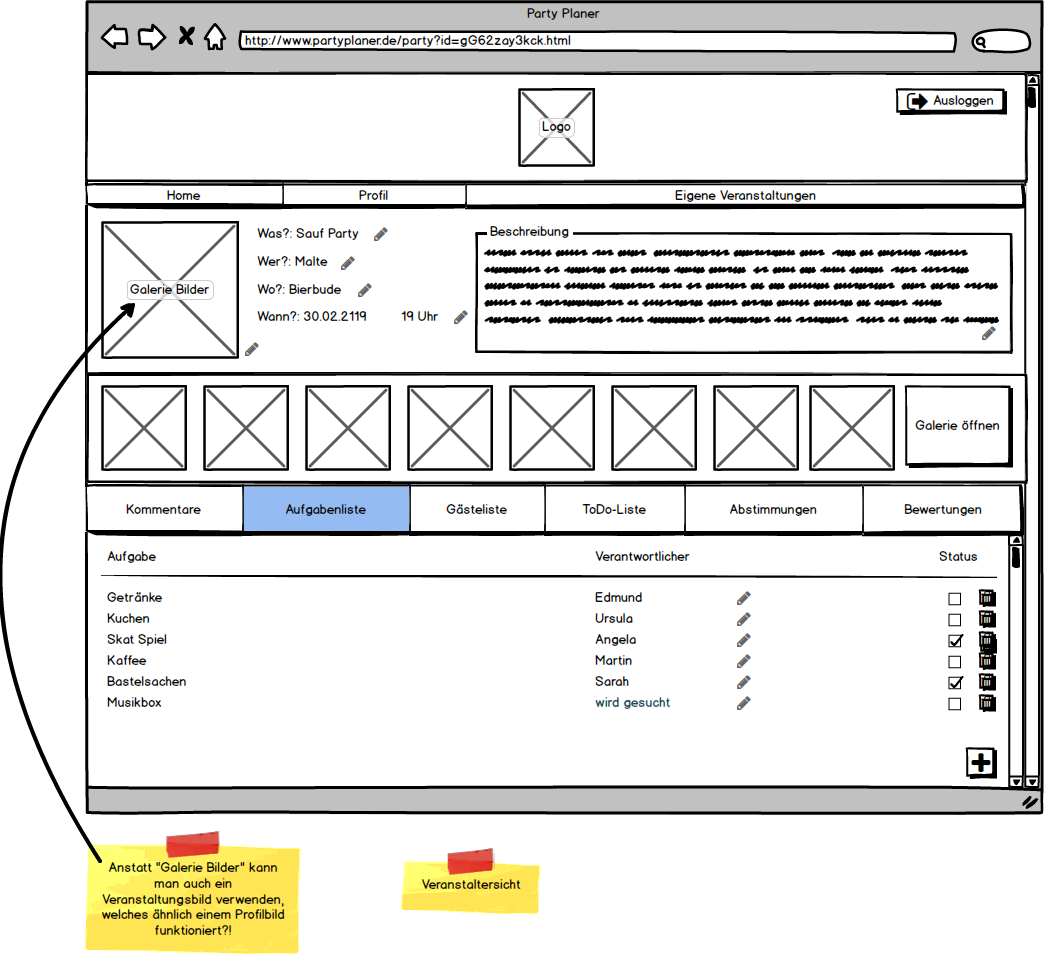 Party Planer
http://www.partyplaner.de/party?id=gG62zay3kck.html
Logo
Ausloggen
Home Profil Eigene Veranstaltungen
Galerie Bilder
Was?: Sauf Party
Wer?: Malte
Wo?: Bierbude
Wann?: 30.02.2119 19 Uhr
Beschreibung
Galerie öffnen
Kommentare Aufgabenliste Gästeliste ToDo-Liste Abstimmungen Bewertungen
Aufgabe Verantwortlicher Status
Getränke Edmund
Kuchen Ursula
Skat Spiel Angela
Kaffee Martin
Bastelsachen Sarah
Musikbox wird gesucht
Anstatt "Galerie Bilder" kann
man auch ein
Veranstaltungsbild verwenden,
welches ähnlich einem Profilbild
funktioniert?!
Veranstaltersicht